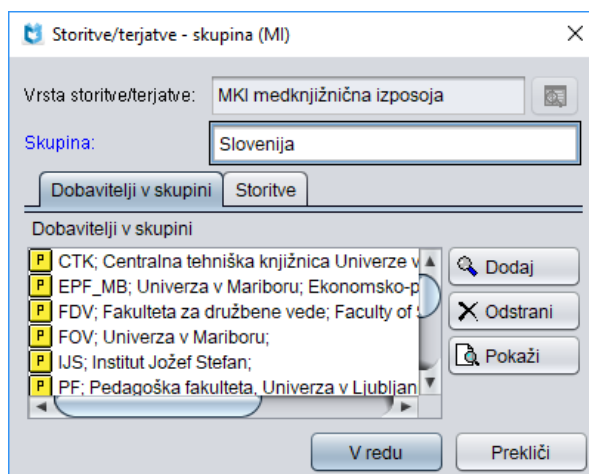 Storitve/terjatve - skupina (MI)
Vrsta storitve/terjatve: MKI medknjižnična izposoja
Skupina: Slovenija
Dobavitelji v skupini Storitve
Dobavitelji v skupini
P CTK; Centralna tehniška knjižnica Univerze v
P EPF_MB; Univerza v Mariboru; Ekonomsko-p
P FDV; Fakulteta za družbene vede; Faculty of
P FOV; Univerza v Mariboru;
P IJS; Institut Jožef Stefan;
P PF; Pedagoška fakulteta, Univerza v Ljubljan
Dodaj
Odstrani
Pokaži
V redu Prekliči